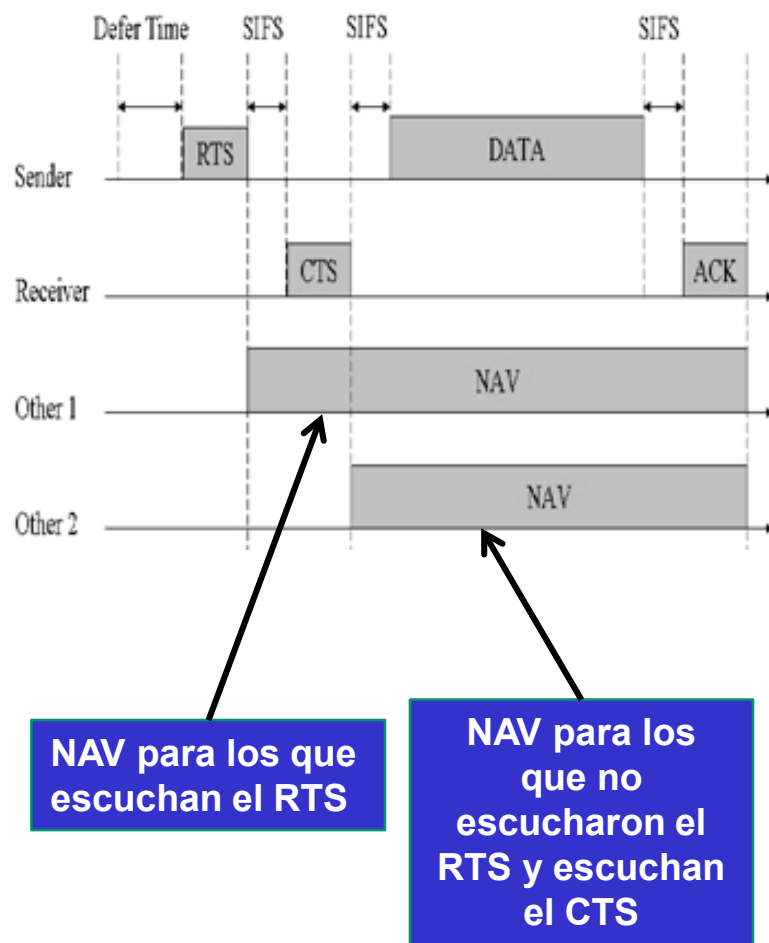 Defer Time SIFS SIFS SIFS
RTS DATA
Sender
CTS ACK
Receiver
NAV
Other 1
NAV
Other 2
NAV para los que
escuchan el RTS
NAV para los
que no
escucharon el
RTS y escuchan
el CTS